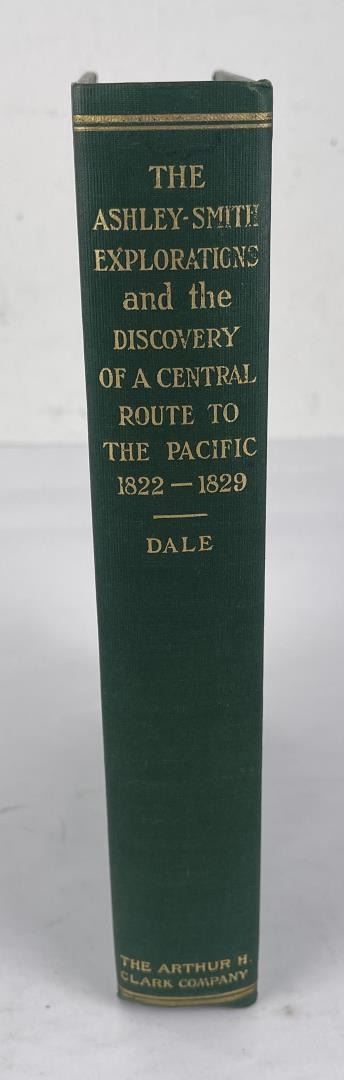 THE
ASHLEY-SMITH
EXPLORATIONS
and the
DISCOVERY
OF A CENTRAL
ROUTE TO
THE PACIFIC
1822-1829
DALE
THE ARTHUR H.
CLARK COMPANY